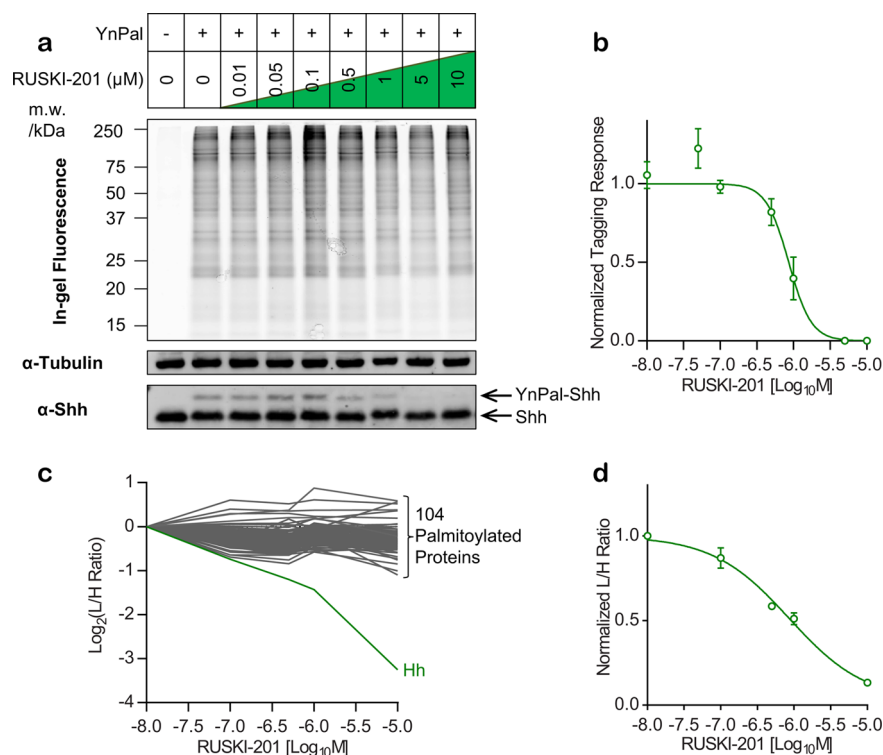 a
YnPal - + + + + + + + +
RUSKI-201 (µM) 0 0 0.01 0.05 0.1 0.5 1 5 10
m.w.
/kDa
250
75
50
37
25
20
15
In-gel Fluorescence
α-Tubulin
α-Shh
YnPal-Shh
Shh
b
Normalized Tagging Response
1.0
0.5
0.0
-8.0 -7.5 -7.0 -6.5 -6.0 -5.5 -5.0
RUSKI-201 [Log10M]
c
Log2(L/H Ratio)
1
0
-1
-2
-3
-4
104
Palmitoylated
Proteins
Hh
-8.0 -7.5 -7.0 -6.5 -6.0 -5.5 -5.0
RUSKI-201 [Log10M]
d
Normalized L/H Ratio
1.0
0.5
0.0
-8.0 -7.5 -7.0 -6.5 -6.0 -5.5 -5.0
RUSKI-201 [Log10M]